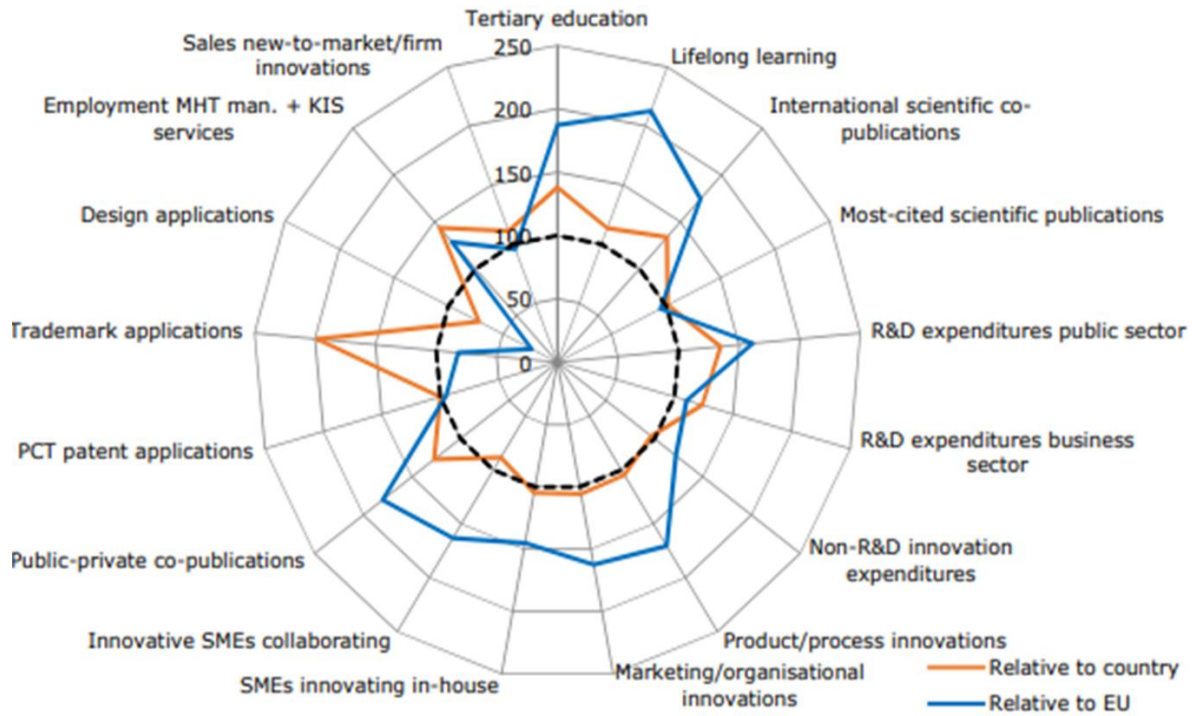 Tertiary education
Sales new-to-market/firm
innovations
Lifelong learning
Employment MHT man. + KIS
services
International scientific co-
publications
Design applications
Most-cited scientific publications
Trademark applications
R&D expenditures public sector
PCT patent applications
R&D expenditures business
sector
Public-private co-publications
Non-R&D innovation
expenditures
Innovative SMEs collaborating
Product/process innovations
SMEs innovating in-house
Marketing/organisational
innovations
250
200
150
100
50
0
Relative to country
Relative to EU